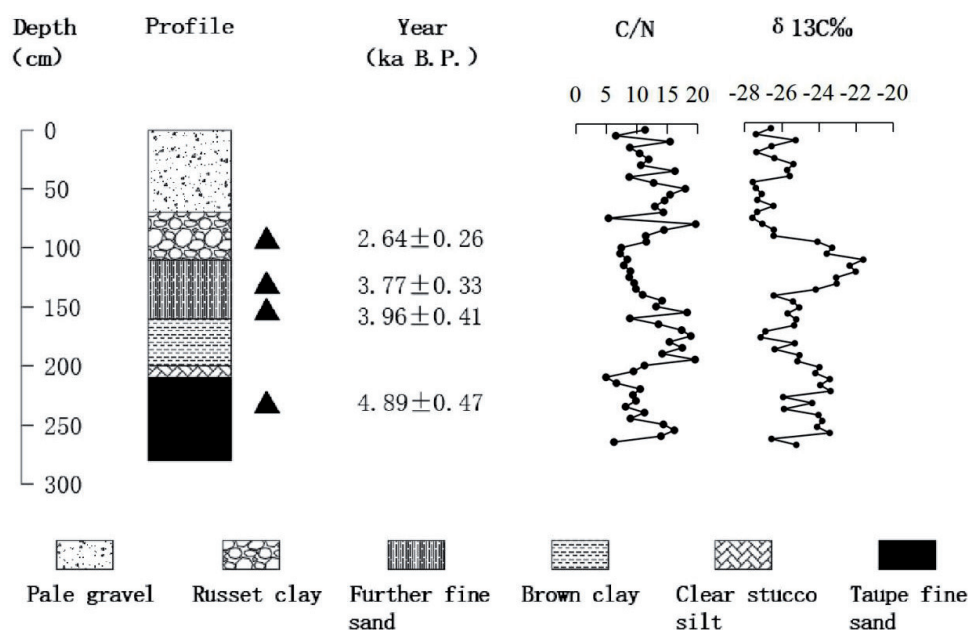 Depth Profile Year C/N δ 13C‰
(cm) (ka B.P.)
0 5 10 15 20 -28 -26 -24 -22 -20
0
50
100 2.64±0.26
3.77±0.33
150 3.96±0.41
200
4.89±0.47
250
300
Pale gravel Russet clay Further fine sand Brown clay Clear stucco silt Taupe fine sand